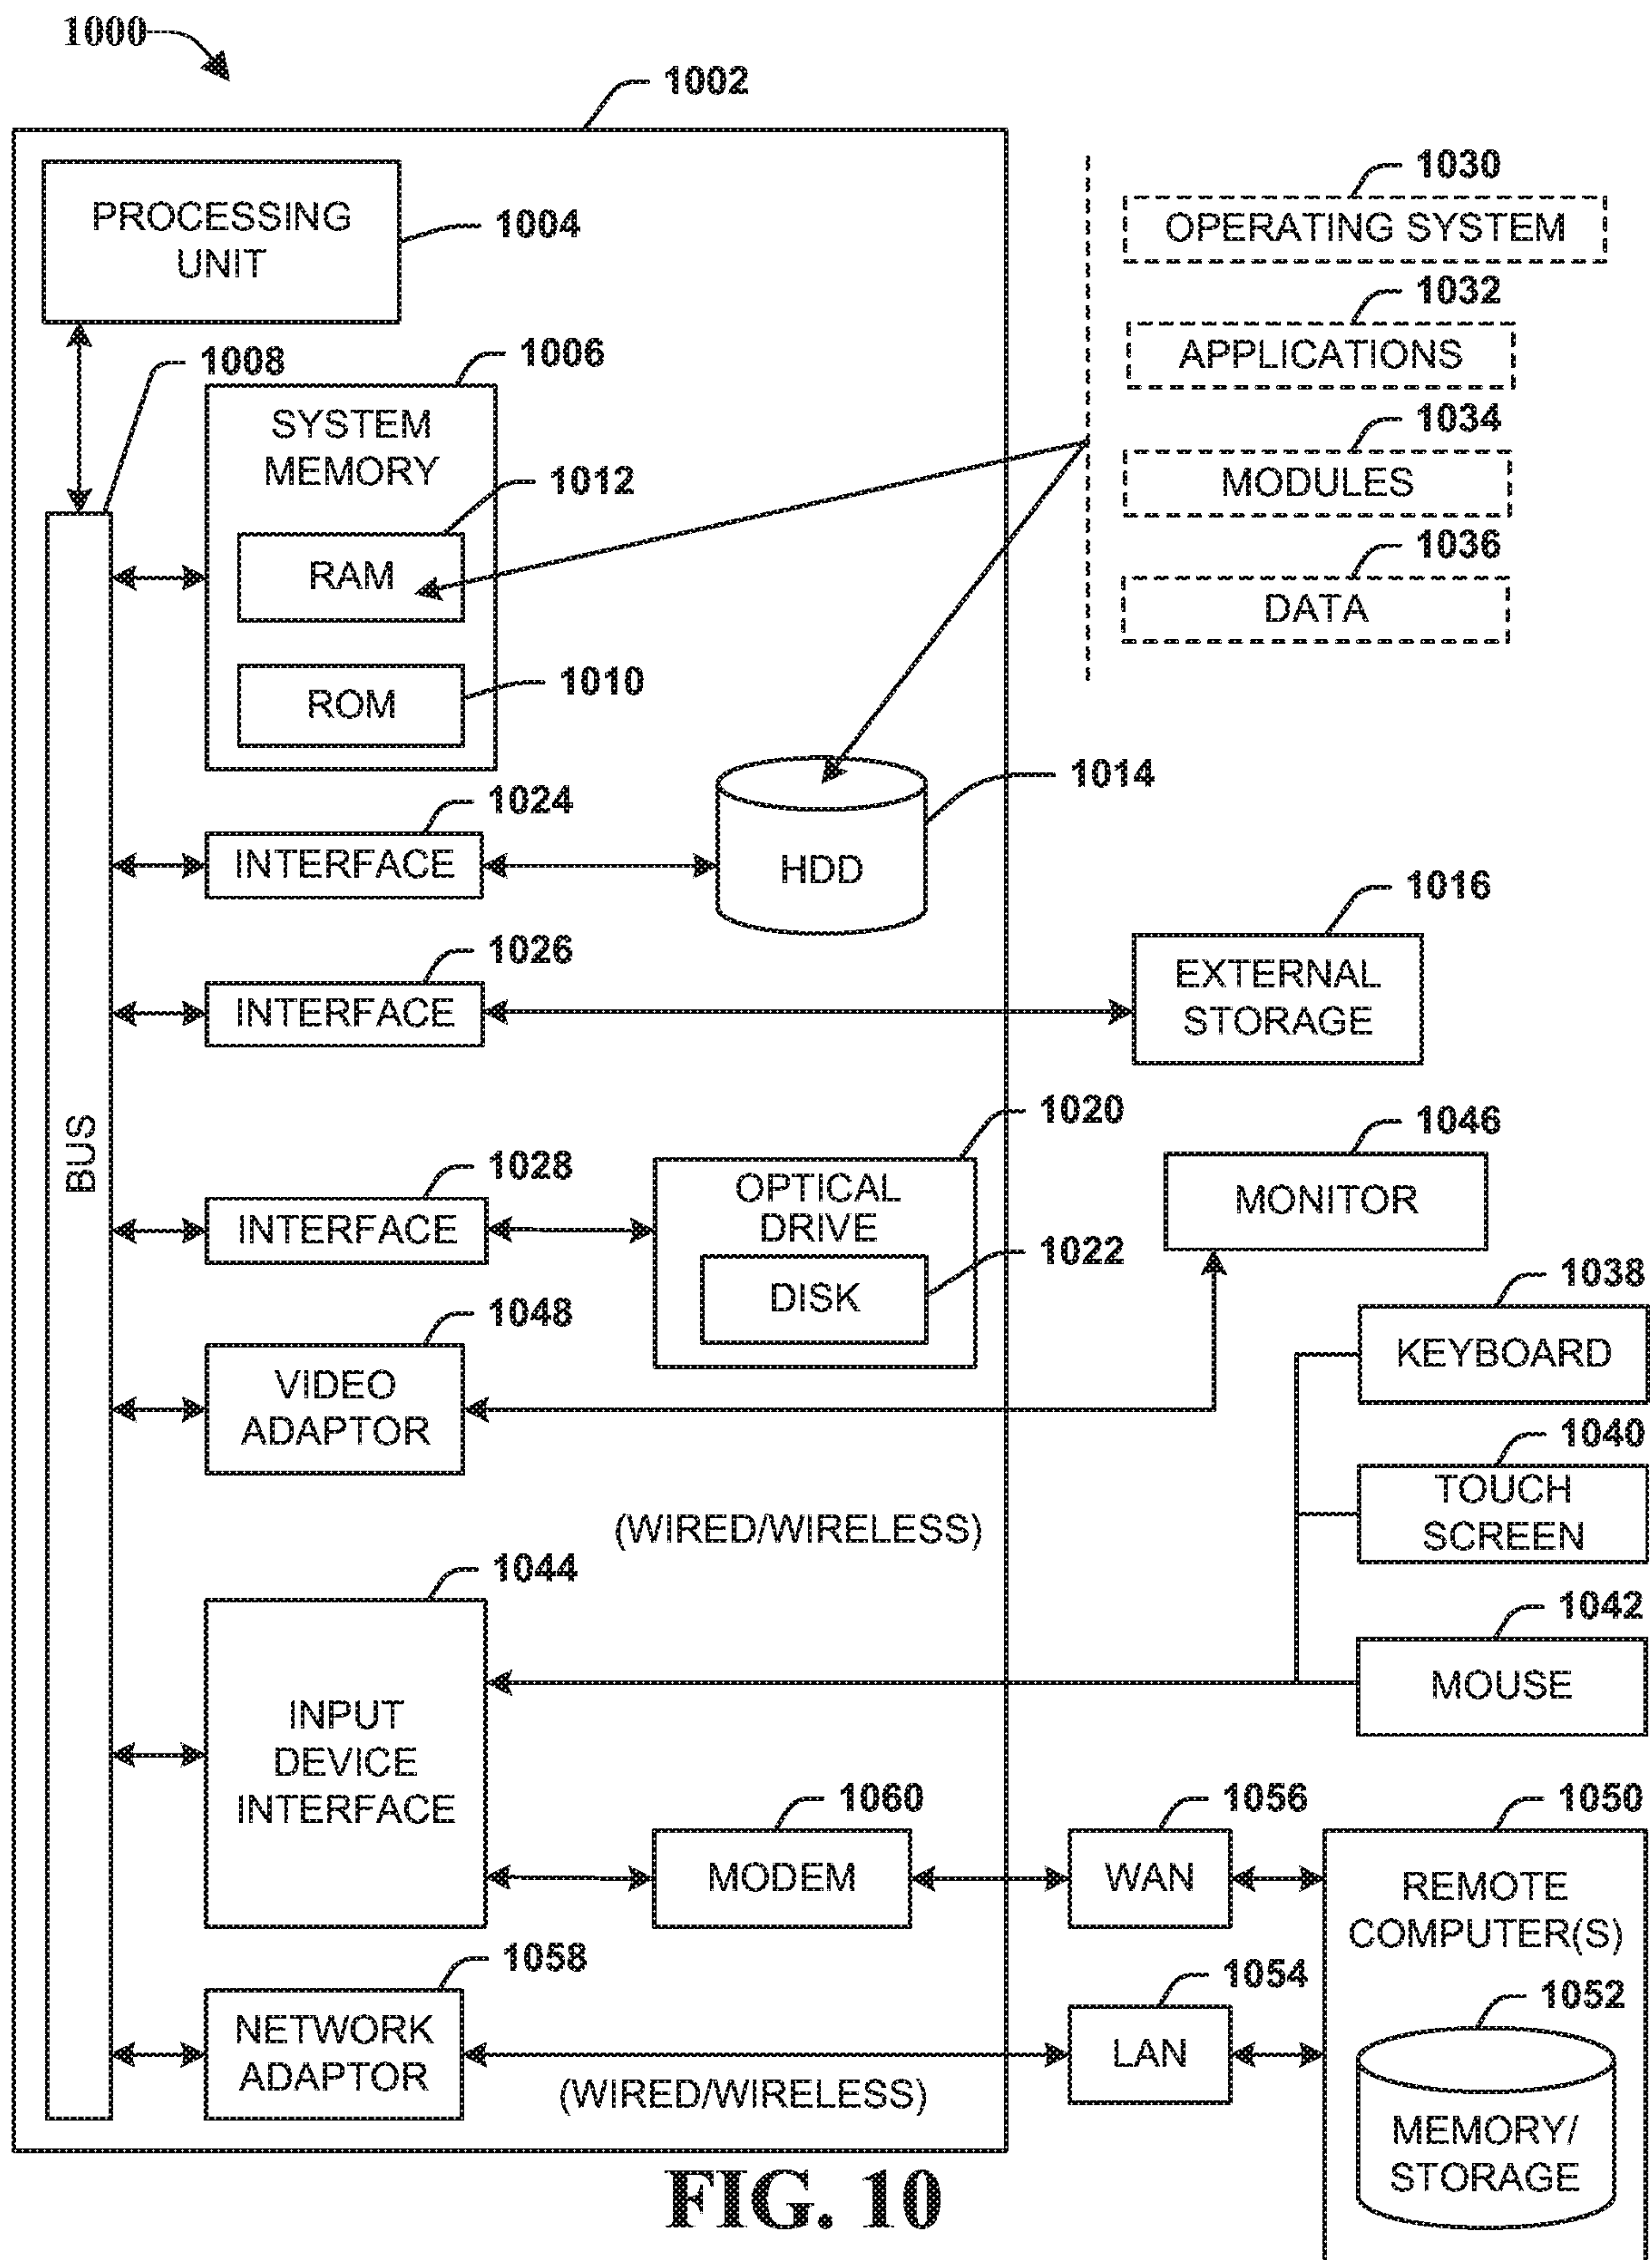 1000
1002
PROCESSING
UNIT
1004
1030
OPERATING SYSTEM
1032
APPLICATIONS
1034
MODULES
1036
DATA
1008
1006
SYSTEM
MEMORY
1012
RAM
1010
ROM
1024
INTERFACE
1014
HDD
1026
INTERFACE
1016
EXTERNAL
STORAGE
BUS
1028
INTERFACE
1020
OPTICAL
DRIVE
1022
DISK
1046
MONITOR
1048
VIDEO
ADAPTOR
1038
KEYBOARD
1040
TOUCH
SCREEN
(WIRED/WIRELESS)
1044
INPUT
DEVICE
INTERFACE
1042
MOUSE
1060
MODEM
1056
WAN
1050
REMOTE
COMPUTER(S)
1058
NETWORK
ADAPTOR
(WIRED/WIRELESS)
1054
LAN
1052
MEMORY/
STORAGE
FIG. 10